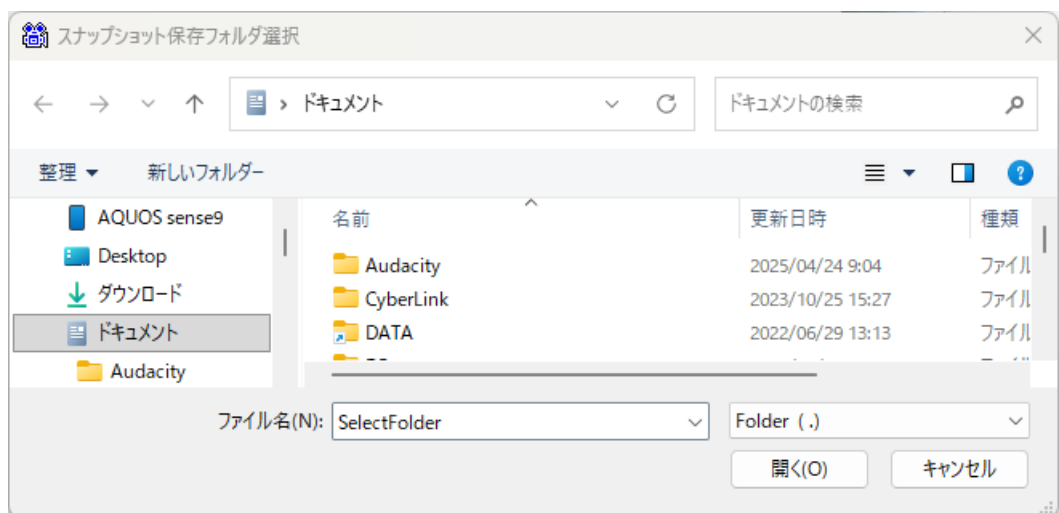 スナップショット保存フォルダ選択
ドキュメント
ドキュメントの検索
整理
新しいフォルダー
AQUOS sense9
Desktop
ダウンロード
ドキュメント
Audacity
名前 更新日時 種類
Audacity 2025/04/24 9:04 ファイル
CyberLink 2023/10/25 15:27 ファイル
DATA 2022/06/29 13:13 ファイル
ファイル名(N): SelectFolder Folder (.)
開く(O) キャンセル